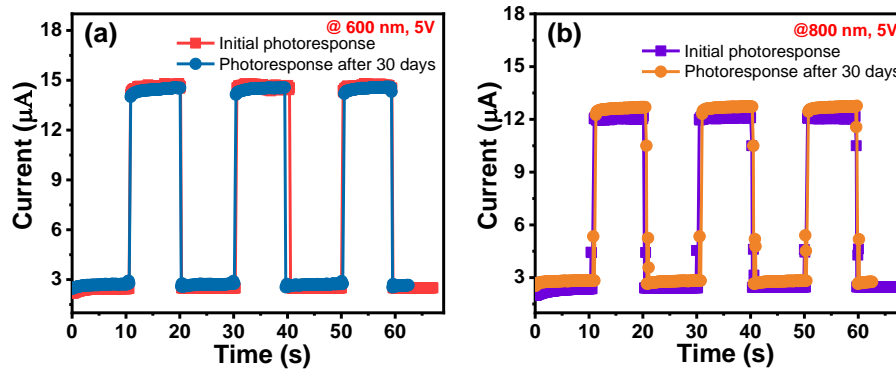 (a)
@ 600 nm, 5V
Initial photoresponse
Photoresponse after 30 days
Current (μA)
18
15
12
9
6
3
0 10 20 30 40 50 60
Time (s)
(b)
@800 nm, 5V
Initial photoresponse
Photoresponse after 30 days
Current (μA)
18
15
12
9
6
3
0 10 20 30 40 50 60
Time (s)